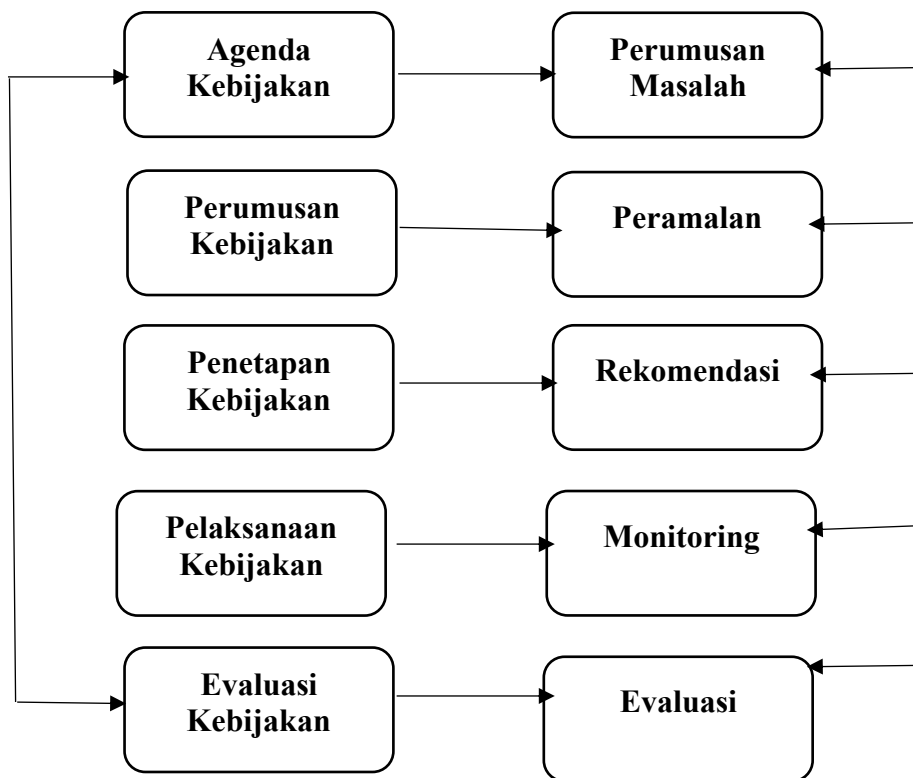 Agenda
Kebijakan
Perumusan
Masalah
Perumusan
Kebijakan
Peramalan
Penetapan
Kebijakan
Rekomendasi
Pelaksanaan
Kebijakan
Monitoring
Evaluasi
Kebijakan
Evaluasi